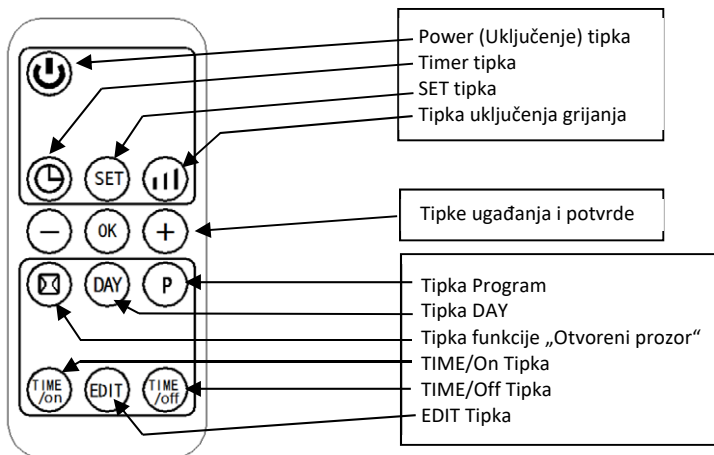 Power (Uključenje) tipka
Timer tipka
SET tipka
Tipka uključenja grijanja
SET
Tipke ugađanja i potvrde
− OK +
DAY P
Tipka Program
Tipka DAY
Tipka funkcije „Otvoreni prozor“
TIME/On Tipka
TIME/Off Tipka
EDIT Tipka
TIME
/on
EDIT
TIME
/off